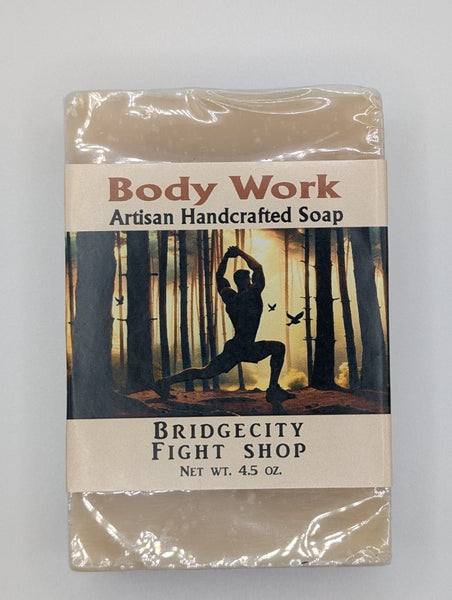 Body Work
Artisan Handcrafted Soap
Bridgecity
Fight shop
Net wt. 4.5 oz.